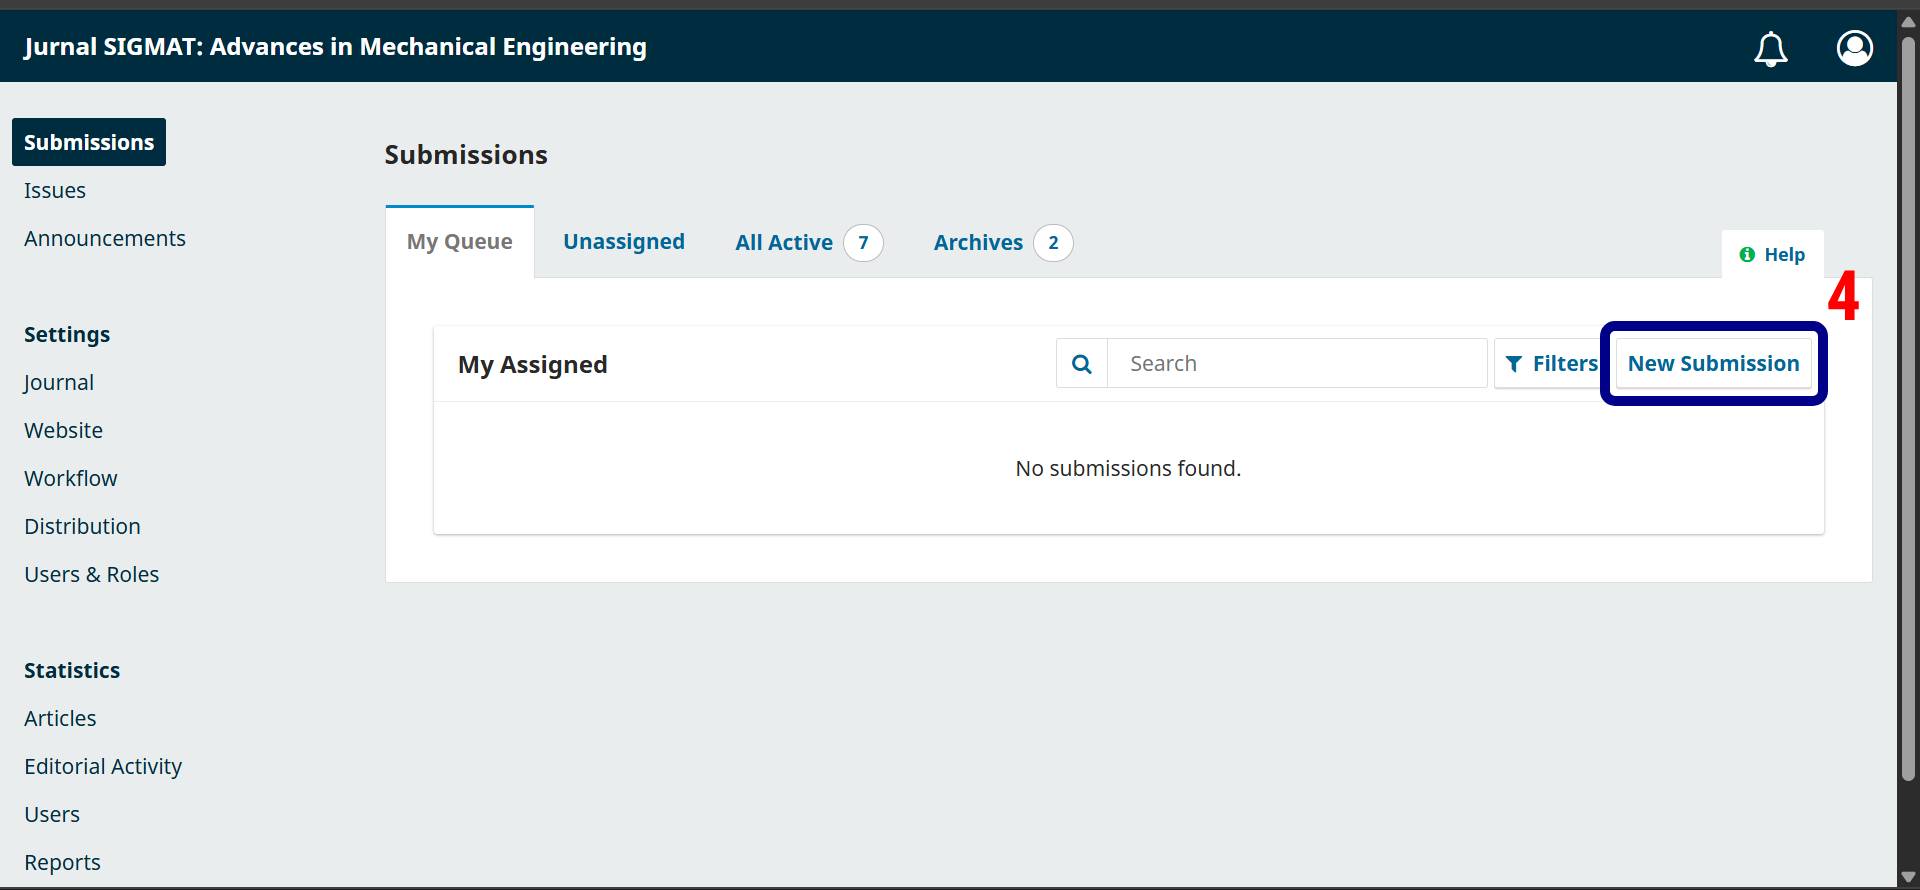 Jurnal SIGMAT: Advances in Mechanical Engineering
Submissions
Issues
Announcements
Settings
Journal
Website
Workflow
Distribution
Users & Roles
Statistics
Articles
Editorial Activity
Users
Reports
Submissions
My Queue Unassigned All Active 7 Archives 2
Help
4
My Assigned Search Filters New Submission
No submissions found.